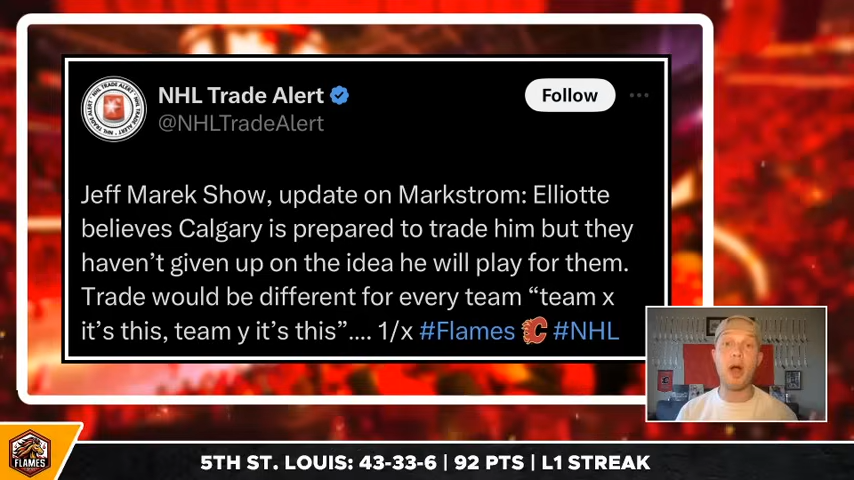 NHL Trade Alert
Follow
@NHLTradeAlert
Jeff Marek Show, update on Markstrom: Elliotte
believes Calgary is prepared to trade him but they
haven’t given up on the idea he will play for them.
Trade would be different for every team “team x
it’s this, team y it’s this”.... 1/x #Flames #NHL
FLAMES
5TH ST. LOUIS: 43-33-6 | 92 PTS | L1 STREAK